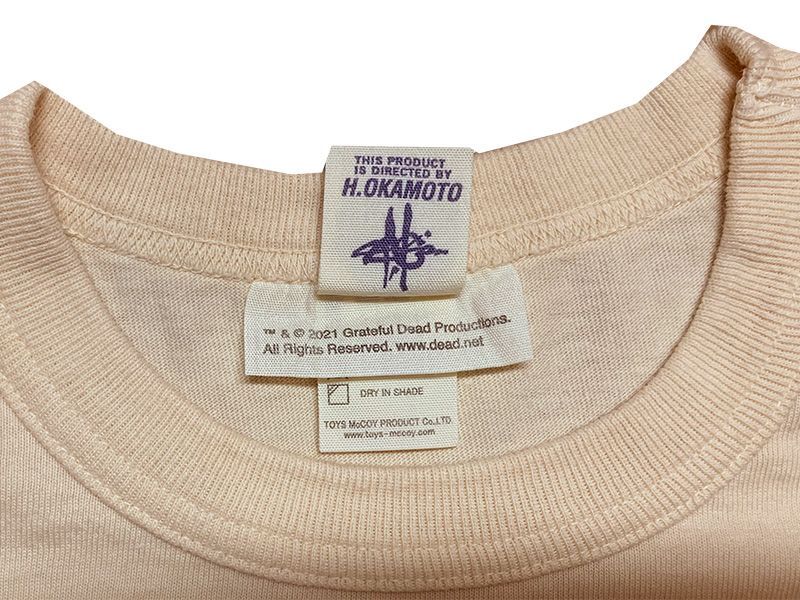 THIS PRODUCT
IS DIRECTED BY
H.OKAMOTO
™ & © 2021 Grateful Dead Productions.
All Rights Reserved. www.dead.net
DRY IN SHADE
TOYS McCOY PRODUCT Co.,LTD.
www.toys-mccoy.com